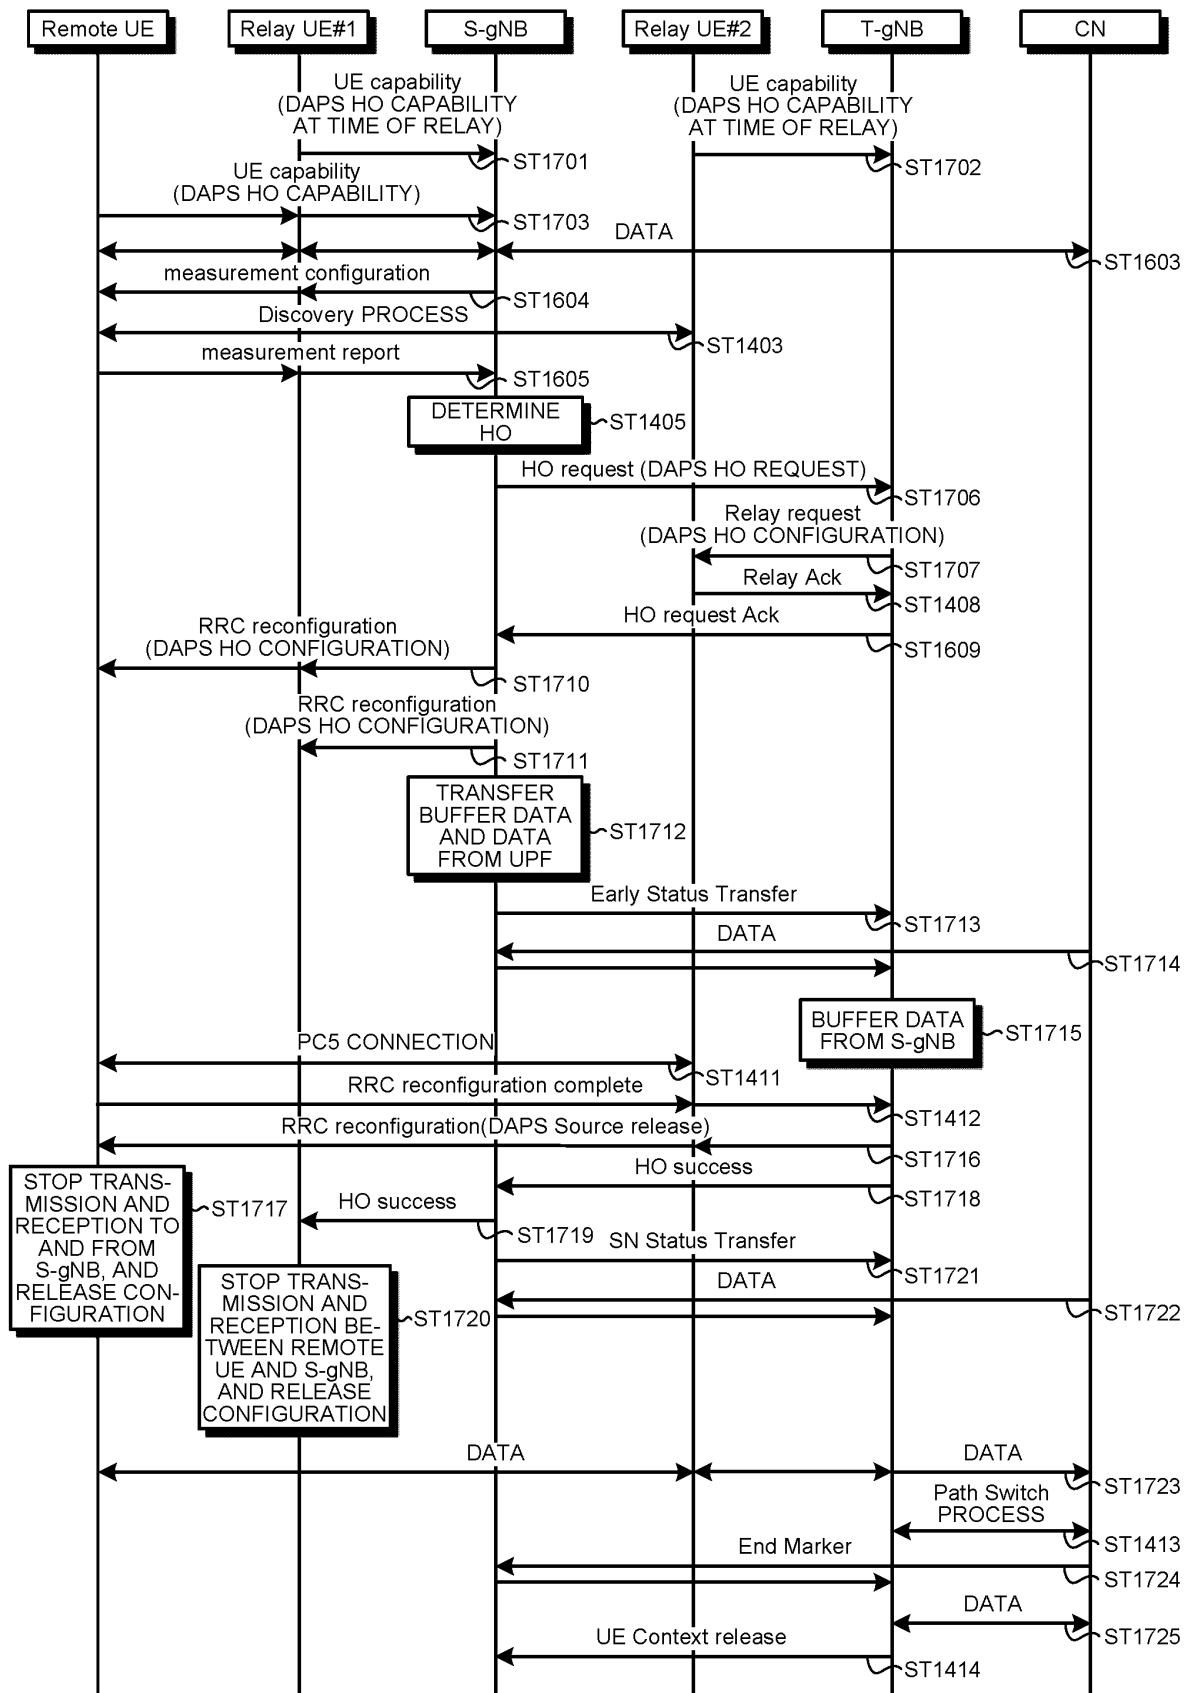 Remote UE
Relay UE#1
S-gNB
Relay UE#2
T-gNB
CN
UE capability
(DAPS HO CAPABILITY
AT TIME OF RELAY)
ST1701
UE capability
(DAPS HO CAPABILITY
AT TIME OF RELAY)
ST1702
UE capability
(DAPS HO CAPABILITY)
ST1703
DATA
ST1603
measurement configuration
ST1604
Discovery PROCESS
ST1403
measurement report
ST1605
DETERMINE
HO
ST1405
HO request (DAPS HO REQUEST)
ST1706
Relay request
(DAPS HO CONFIGURATION)
ST1707
Relay Ack
ST1408
HO request Ack
ST1609
RRC reconfiguration
(DAPS HO CONFIGURATION)
ST1710
RRC reconfiguration
(DAPS HO CONFIGURATION)
ST1711
TRANSFER
BUFFER DATA
AND DATA
FROM UPF
ST1712
Early Status Transfer
ST1713
DATA
ST1714
BUFFER DATA
FROM S-gNB
ST1715
PC5 CONNECTION
ST1411
RRC reconfiguration complete
ST1412
RRC reconfiguration(DAPS Source release)
ST1716
STOP TRANS-
MISSION AND
RECEPTION TO
AND FROM
S-gNB, AND
RELEASE CON-
FIGURATION
ST1717
HO success
ST1718
HO success
ST1719
SN Status Transfer
ST1721
STOP TRANS-
MISSION AND
RECEPTION BE-
TWEEN REMOTE
UE AND S-gNB,
AND RELEASE
CONFIGURATION
ST1720
DATA
ST1722
DATA
DATA
ST1723
Path Switch
PROCESS
ST1413
End Marker
ST1724
DATA
ST1725
UE Context release
ST1414